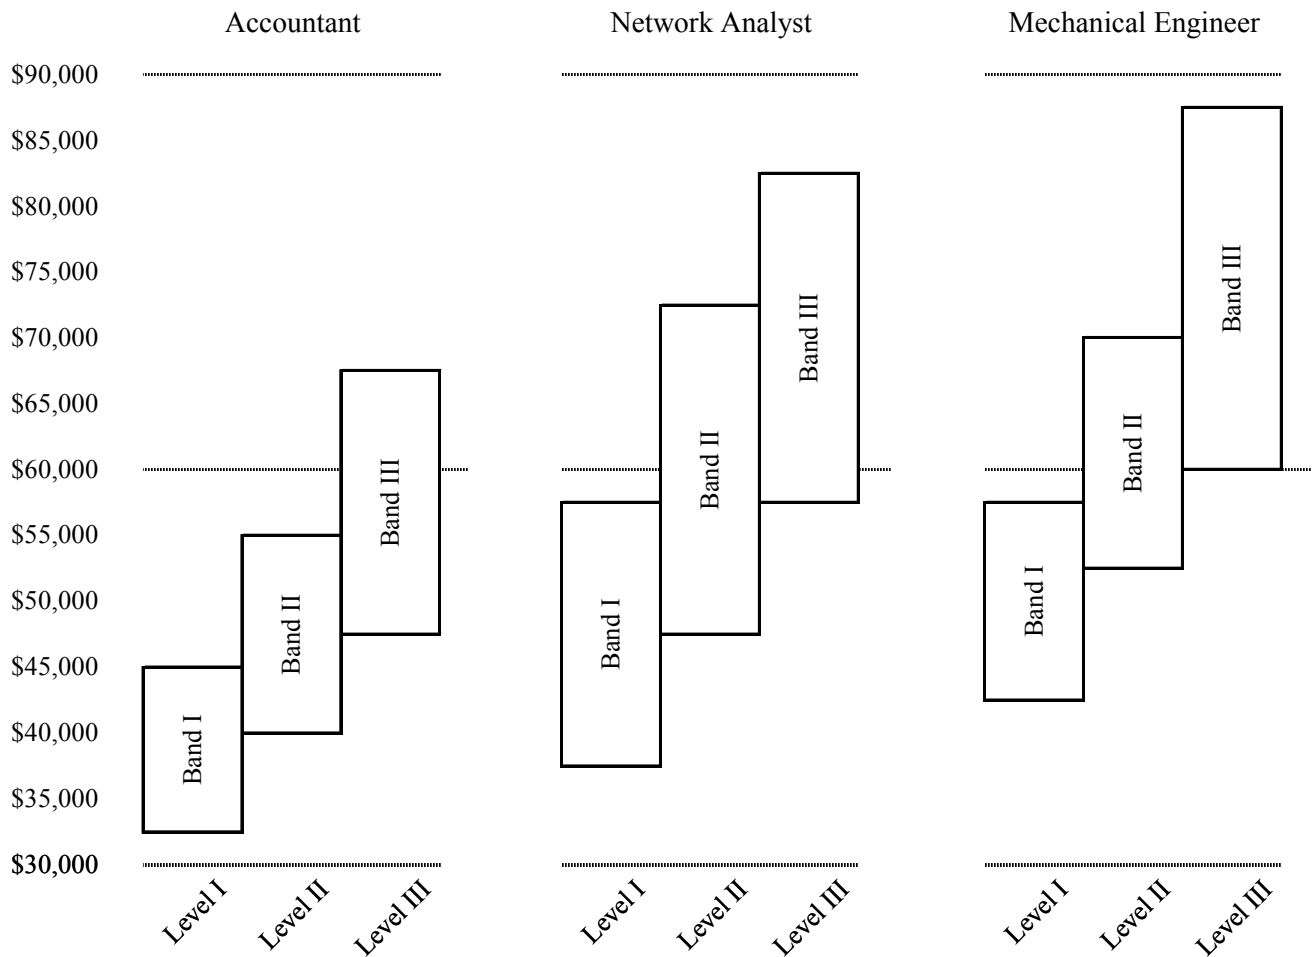 Accountant
Network Analyst
Mechanical Engineer
$90,000
$85,000
$80,000
$75,000
$70,000
$65,000
$60,000
$55,000
$50,000
$45,000
$40,000
$35,000
$30,000
Band I
Band II
Band III
Band I
Band II
Band III
Band I
Band II
Band III
Level I
Level II
Level III
Level I
Level II
Level III
Level I
Level II
Level III